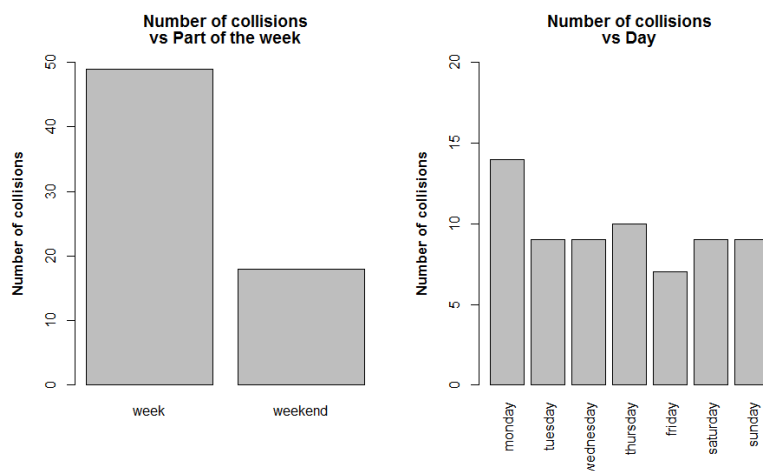 Number of collisions
vs Part of the week
Number of collisions
0
10
20
30
40
50
week
weekend
Number of collisions
vs Day
Number of collisions
0
5
10
15
20
monday
tuesday
wednesday
thursday
friday
saturday
sunday